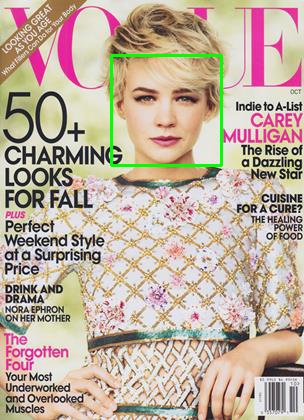 VOGUE
LOOKING GREAT
AS YOU AGE
What Fillers Can Do for Your Body
OCT
50+
CHARMING
LOOKS
FOR FALL
PLUS
Perfect
Weekend Style
at a Surprising
Price
DRINK AND
DRAMA
NORA EPHRON
ON HER MOTHER
The
Forgotten
Four
Your Most
Underworked
and Overlooked
Muscles
Indie to A-List
CAREY
MULLIGAN
The Rise of
a Dazzling
New Star
CUISINE
FOR A CURE?
THE HEALING
POWER
OF FOOD